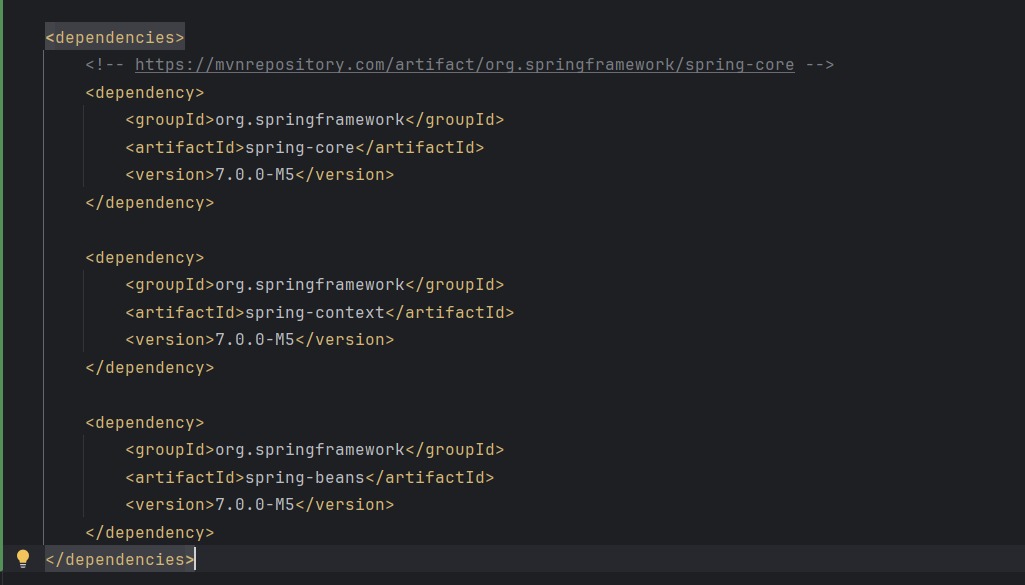 <dependencies>
<!-- https://mvnrepository.com/artifact/org.springframework/spring-core -->
<dependency>
<groupId>org.springframework</groupId>
<artifactId>spring-core</artifactId>
<version>7.0.0-M5</version>
</dependency>
<dependency>
<groupId>org.springframework</groupId>
<artifactId>spring-context</artifactId>
<version>7.0.0-M5</version>
</dependency>
<dependency>
<groupId>org.springframework</groupId>
<artifactId>spring-beans</artifactId>
<version>7.0.0-M5</version>
</dependency>
</dependencies>